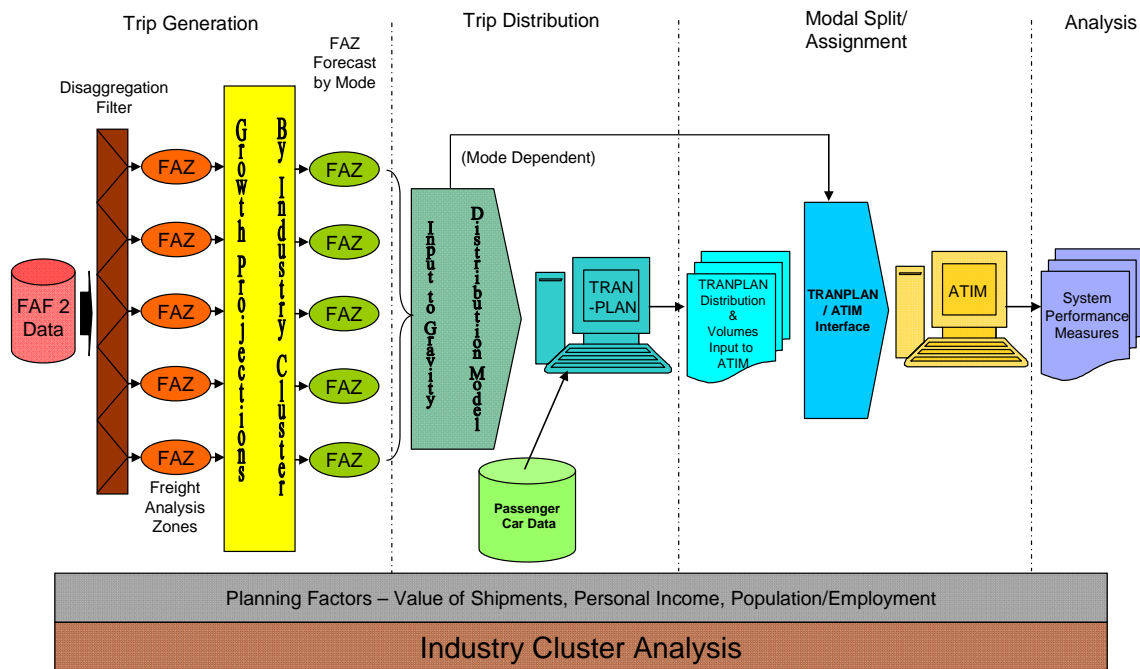 Trip Generation
Trip Distribution
Modal Split/
Assignment
Analysis
FAZ
Forecast
by Mode
Disaggregation
Filter
FAF 2
Data
FAZ
FAZ
FAZ
FAZ
FAZ
Freight
Analysis
Zones
Growth Projections
By Industry Cluster
FAZ
FAZ
FAZ
FAZ
FAZ
(Mode Dependent)
Input to Gravity
Distribution Model
TRAN
-PLAN
Passenger
Car Data
TRANPLAN
Distribution
&
Volumes
Input to
ATIM
TRANPLAN
/ ATIM
Interface
ATIM
System
Performance
Measures
Planning Factors – Value of Shipments, Personal Income, Population/Employment
Industry Cluster Analysis